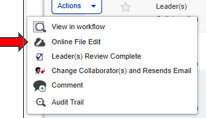 Actions
Leader(s)
View in workflow
Online File Edit
Leader(s) Review Complete
Change Collaborator(s) and Resends Email
Comment
Audit Trail